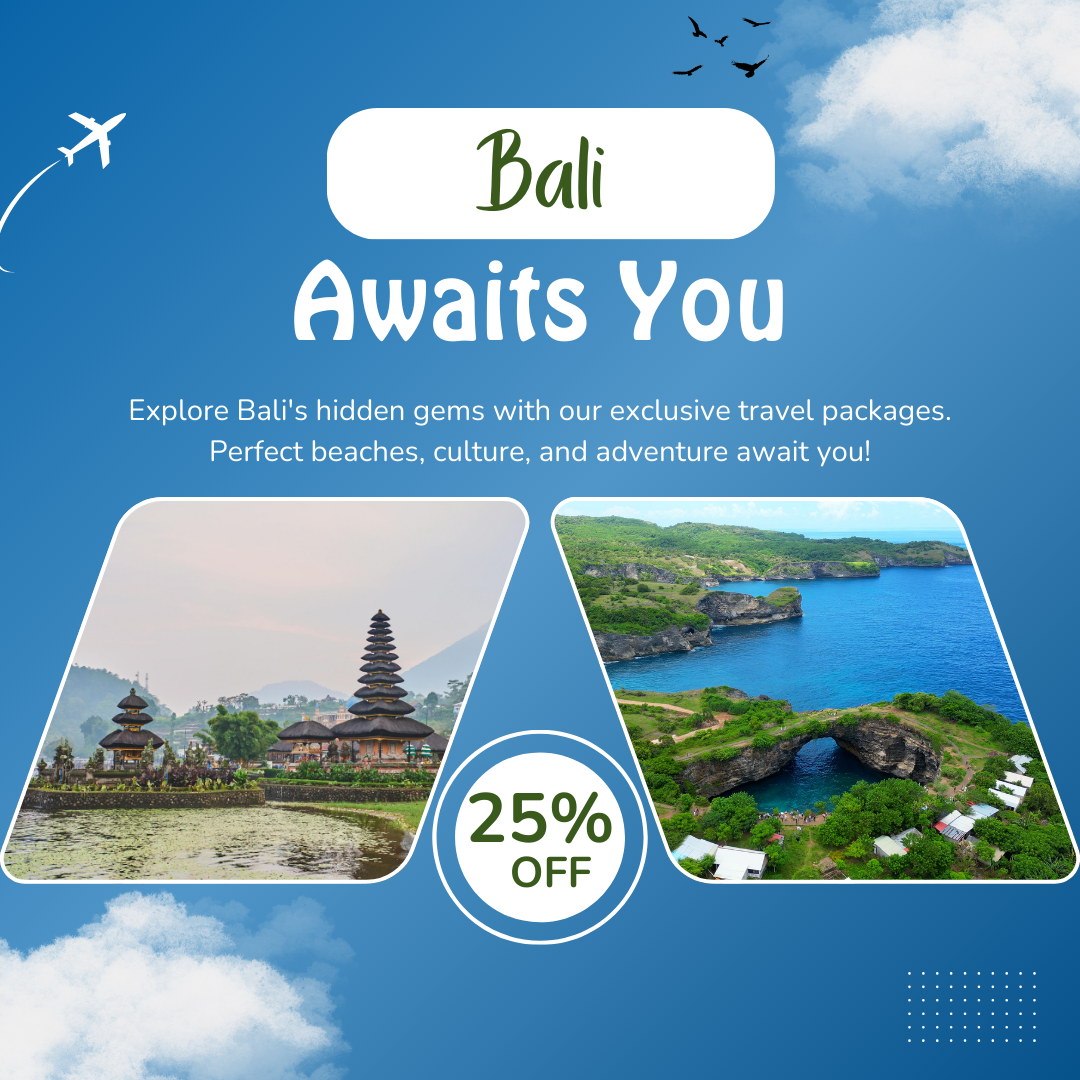 Bali
Awaits You
Explore Bali's hidden gems with our exclusive travel packages.
Perfect beaches, culture, and adventure await you!
25%
OFF